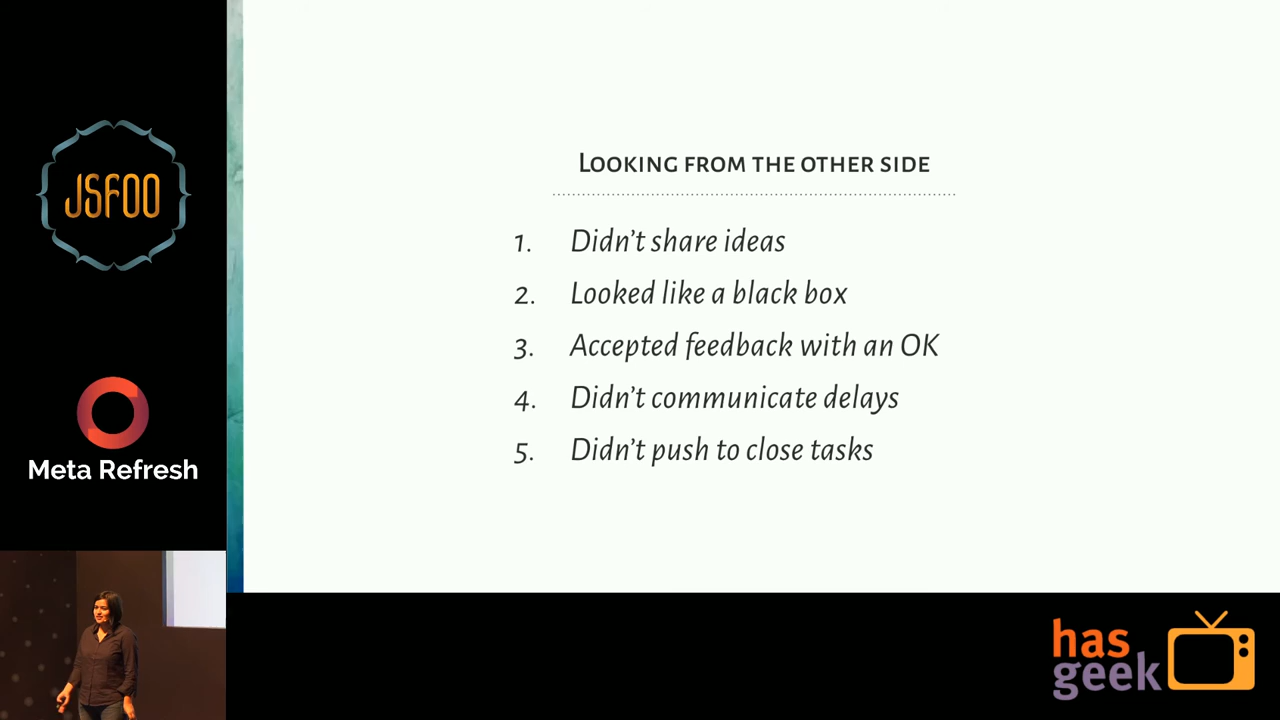 JSFOO
Meta Refresh
Looking from the other side
1. Didn't share ideas
2. Looked like a black box
3. Accepted feedback with an OK
4. Didn't communicate delays
5. Didn't push to close tasks
has
geek